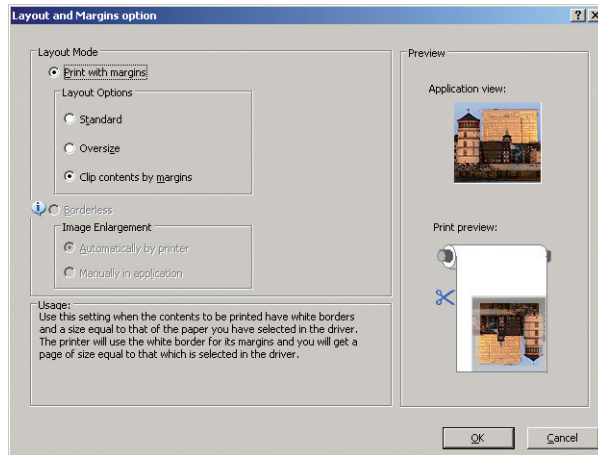 Layout and Margins option
Layout Mode
Print with margins
Layout Options
Standard
Oversize
Clip contents by margins
Borderless
Image Enlargement
Automatically by printer
Manually in application
Usage:
Use this setting when the contents to be printed have white borders
and a size equal to that of the paper you have selected in the driver.
The printer will use the white border for its margins and you will get a
page of size equal to that which is selected in the driver.
Preview
Application view:
Print preview:
OK
Cancel